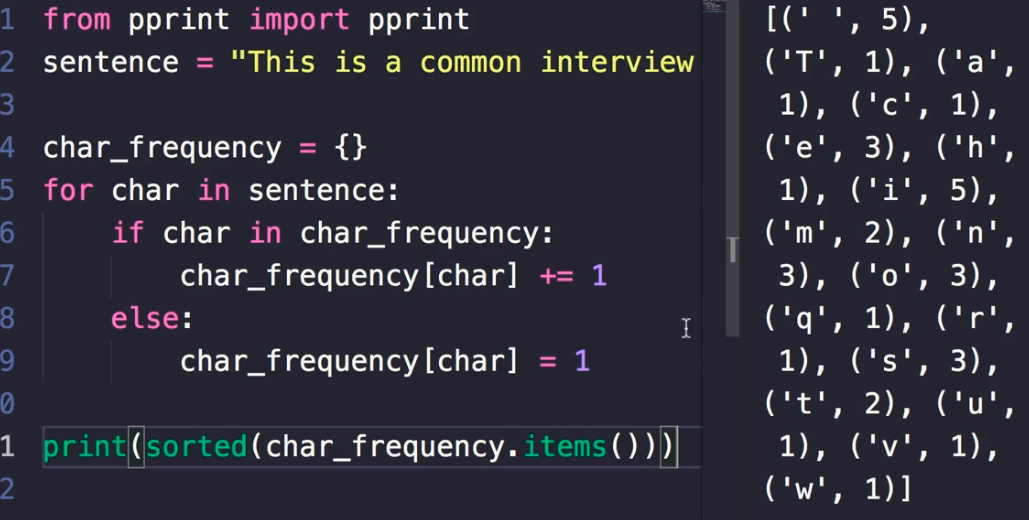 1 from pprint import pprint
2 sentence = "This is a common interview
3
4 char_frequency = {}
5 for char in sentence:
6 if char in char_frequency:
7 char_frequency[char] += 1
8 else:
9 char_frequency[char] = 1
0
1 print(sorted(char_frequency.items()))
2
[(' ', 5),
('T', 1), ('a',
1), ('c', 1),
('e', 3), ('h',
1), ('i', 5),
('m', 2), ('n',
3), ('o', 3),
('q', 1), ('r',
1), ('s', 3),
('t', 2), ('u',
1), ('v', 1),
('w', 1)]